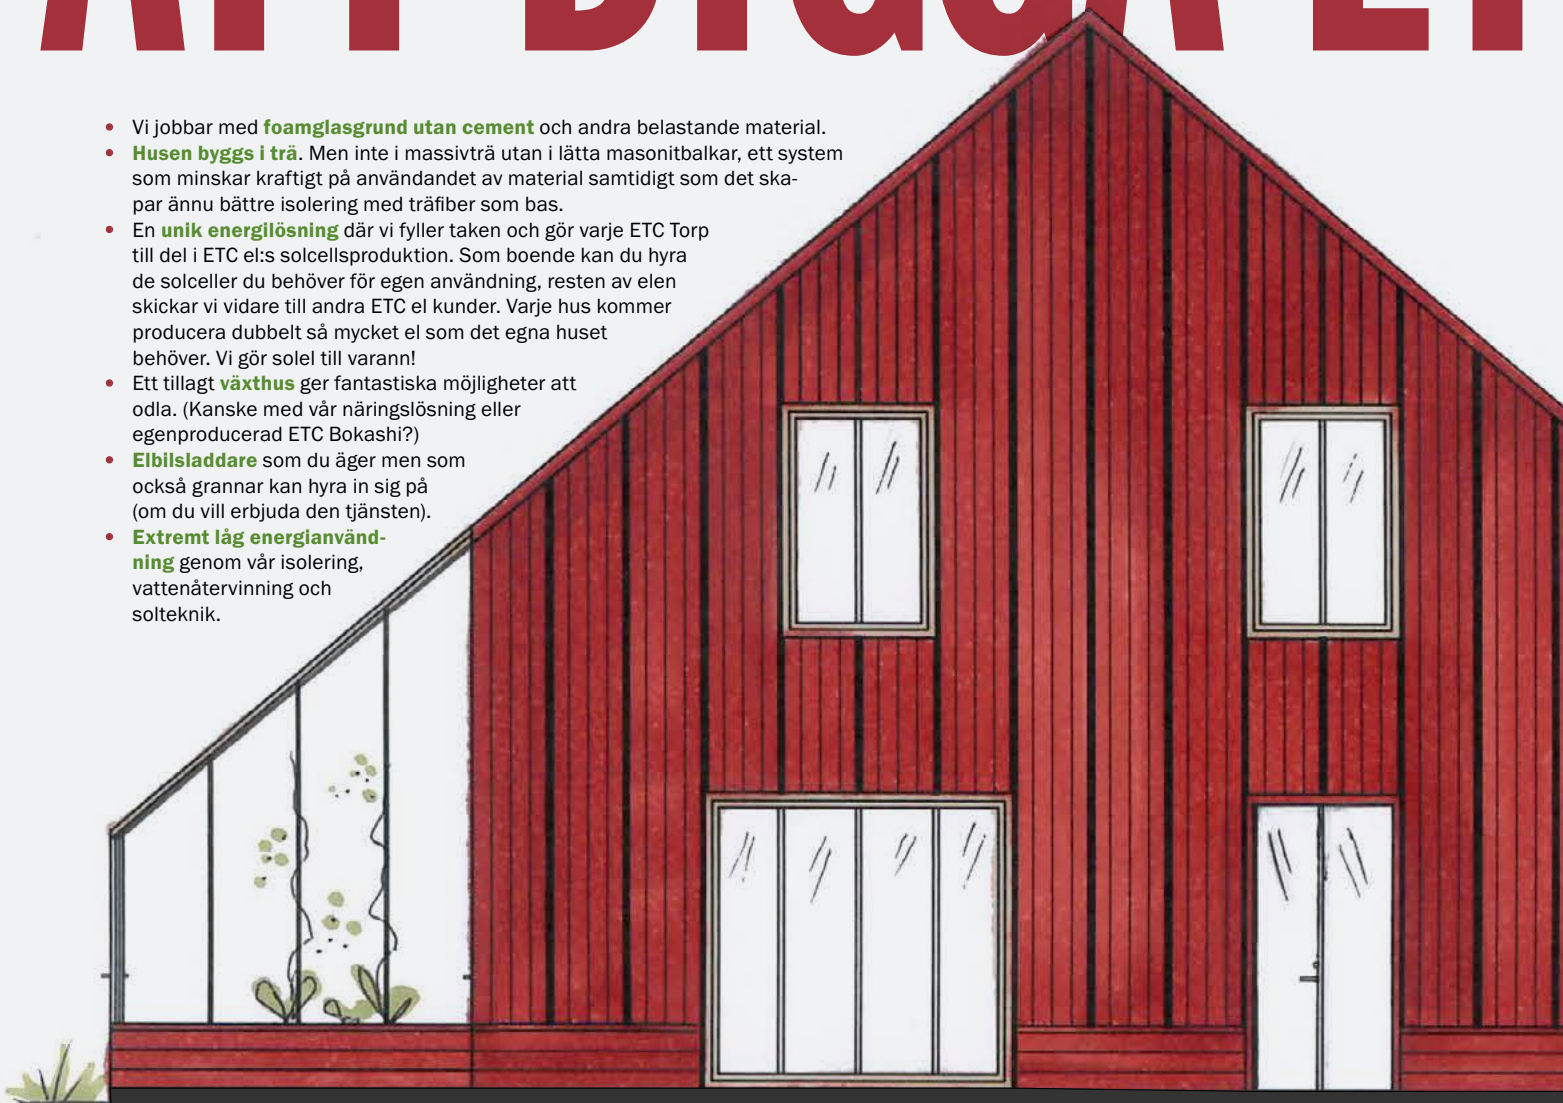 ATT BYGGA ET
• Vi jobbar med foamglasgrund utan cement och andra belastande material.
• Husen byggs i trä. Men inte i massivträ utan i lätta masonitbalkar, ett system
som minskar kraftigt på användandet av material samtidigt som det ska-
par ännu bättre isolering med träfiber som bas.
• En unik energilösning där vi fyller taken och gör varje ETC Torp
till del i ETC el:s solcellsproduktion. Som boende kan du hyra
de solceller du behöver för egen användning, resten av elen
skickar vi vidare till andra ETC el kunder. Varje hus kommer
producera dubbelt så mycket el som det egna huset
behöver. Vi gör solel till varann!
• Ett tillagt växthus ger fantastiska möjligheter att
odla. (Kanske med vår näringslösning eller
egenproducerad ETC Bokashi?)
• Elbilsladdare som du äger men som
också grannar kan hyra in sig på
(om du vill erbjuda den tjänsten).
• Extremt låg energianvänd-
ning genom vår isolering,
vattenåtervinning och
solteknik.